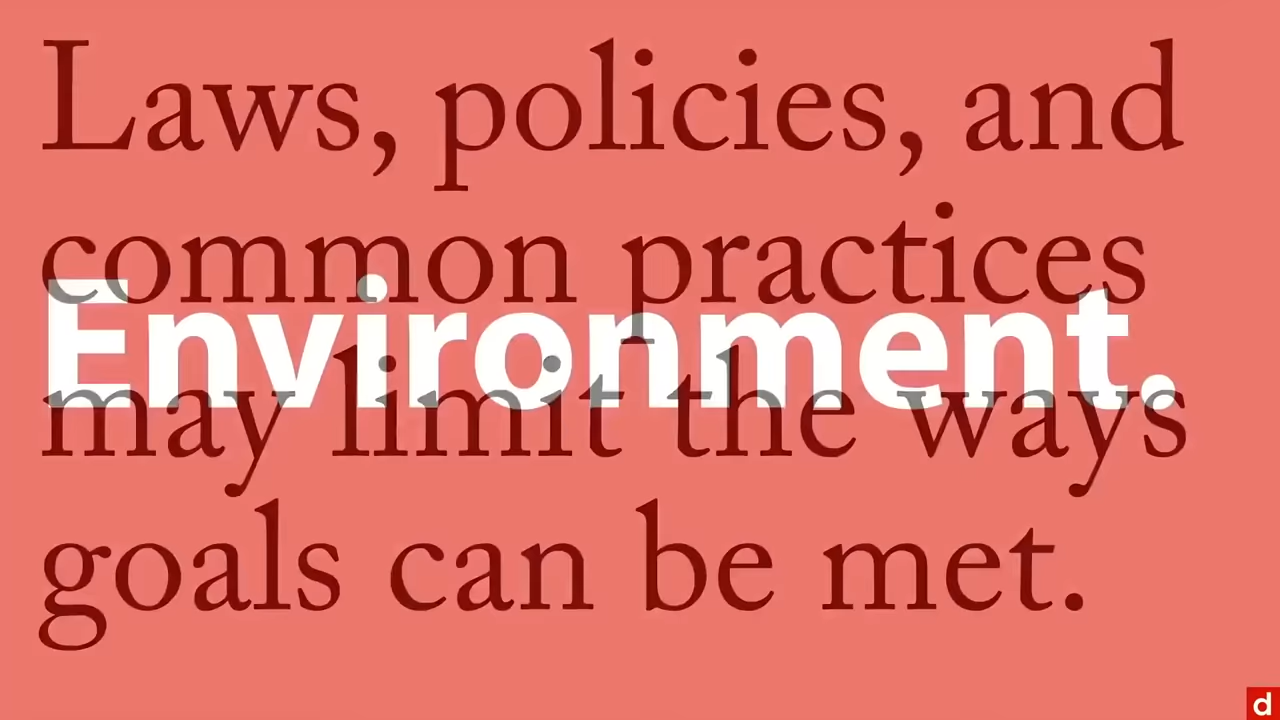 Laws, policies, and
common practices
Environment.
may limit the ways
goals can be met.
d